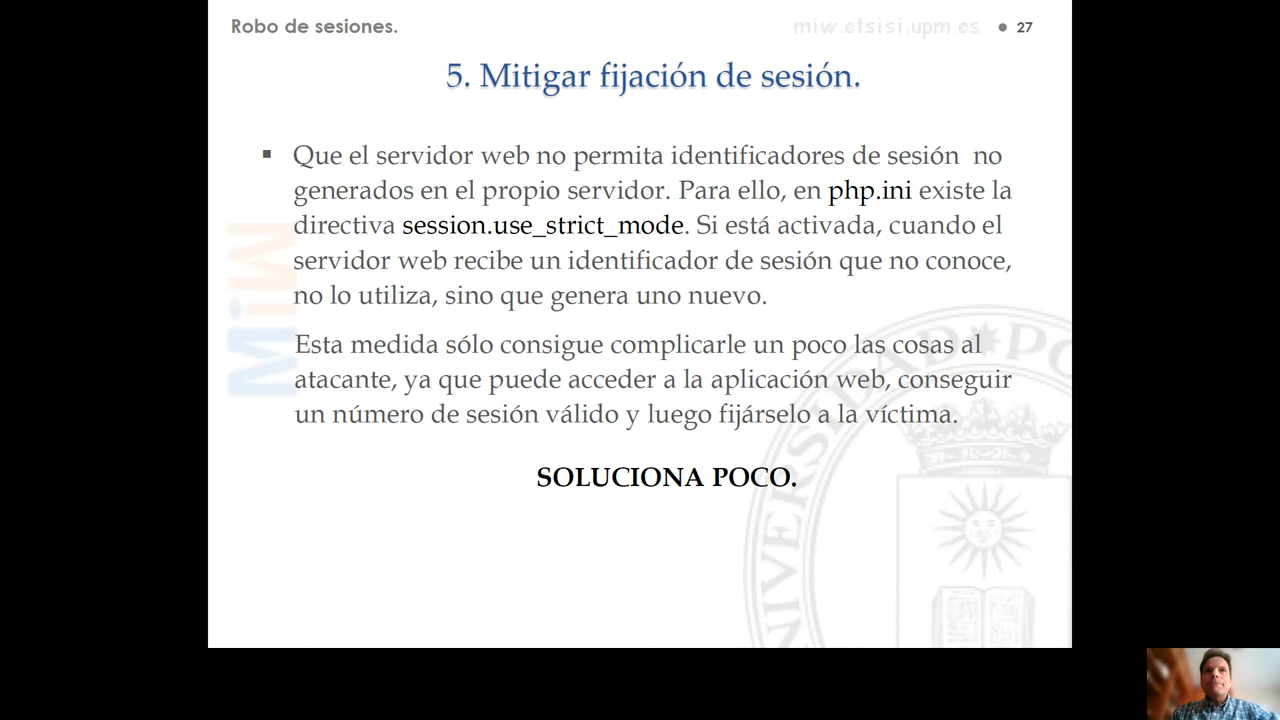 Robo de sesiones.
miw.etsisi.upm.es
27
5. Mitigar fijación de sesión.
▪ Que el servidor web no permita identificadores de sesión no
generados en el propio servidor. Para ello, en php.ini existe la
directiva session.use_strict_mode. Si está activada, cuando el
servidor web recibe un identificador de sesión que no conoce,
no lo utiliza, sino que genera uno nuevo.
Esta medida sólo consigue complicarle un poco las cosas al
atacante, ya que puede acceder a la aplicación web, conseguir
un número de sesión válido y luego fijárselo a la víctima.
SOLUCIONA POCO.
MiW
UNIVERSIDAD PO